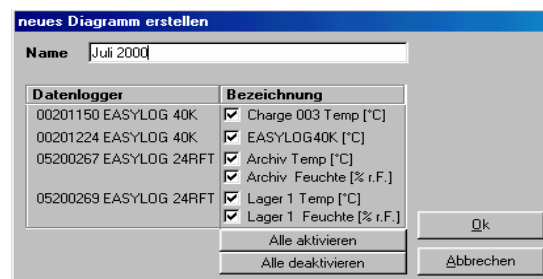 neues Diagramm erstellen
Name Juli 2000
Datenlogger Bezeichnung
00201150 EASYLOG 40K Charge 003 Temp [°C]
00201224 EASYLOG 40K EASYLOG40K [°C]
05200267 EASYLOG 24RFT Archiv Temp [°C]
Archiv Feuchte [% r.F.]
05200269 EASYLOG 24RFT Lager 1 Temp [°C]
Lager 1 Feuchte [% r.F.]
Ok
Alle aktivieren
Alle deaktivieren Abbrechen